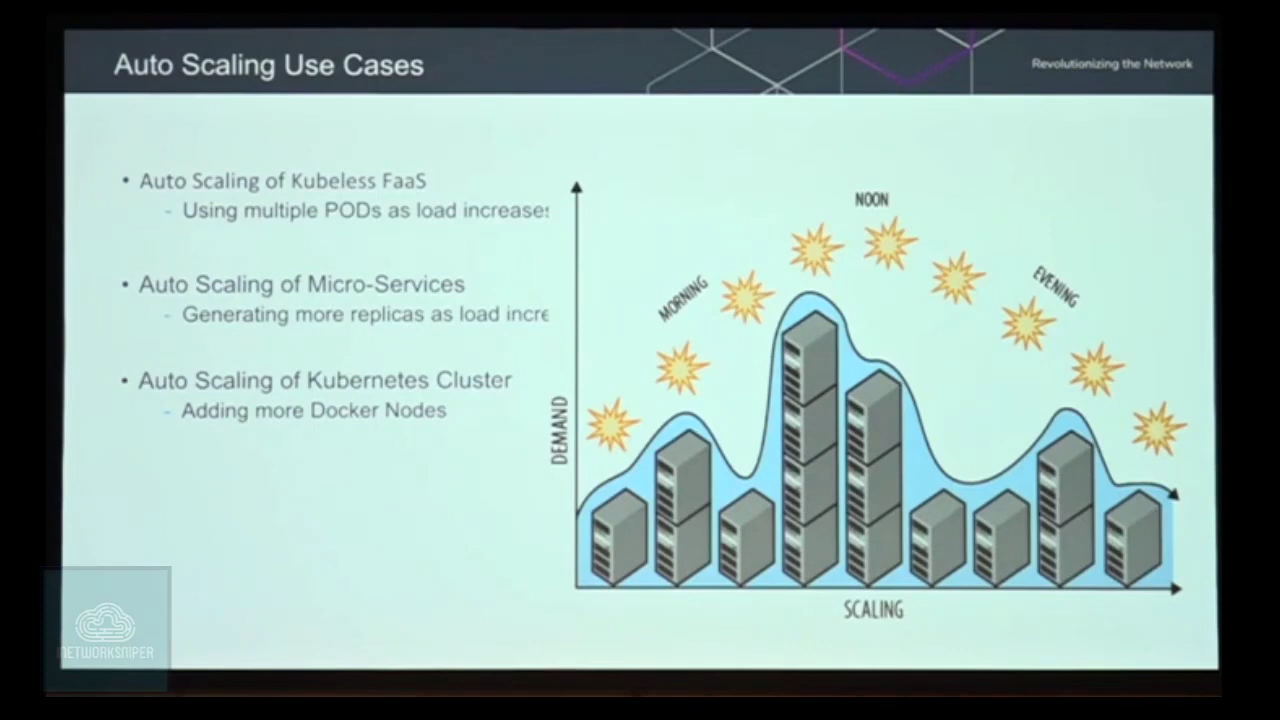 Auto Scaling Use Cases
Revolutionizing the Network
• Auto Scaling of Kubeless FaaS
- Using multiple PODs as load increases
• Auto Scaling of Micro-Services
- Generating more replicas as load incre
• Auto Scaling of Kubernetes Cluster
- Adding more Docker Nodes
NOON
MORNING
EVENING
DEMAND
SCALING
NETWORKSNIPER